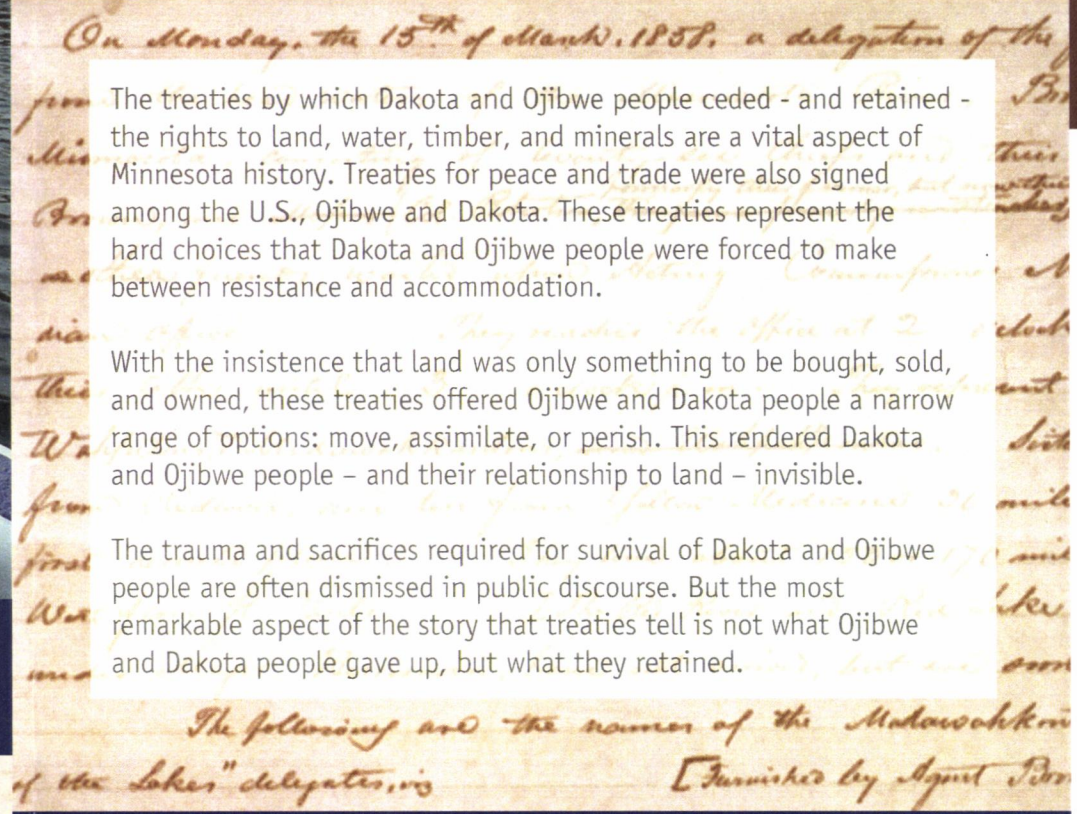 On Monday, the 15th of March, 1858, a delegation of the
from
The treaties by which Dakota and Ojibwe people ceded - and retained -
the rights to land, water, timber, and minerals are a vital aspect of
Minnesota history. Treaties for peace and trade were also signed
their
among the U.S., Ojibwe and Dakota. These treaties represent the
hard choices that Dakota and Ojibwe people were forced to make
between resistance and accommodation.
With the insistence that land was only something to be bought, sold,
and owned, these treaties offered Ojibwe and Dakota people a narrow
range of options: move, assimilate, or perish. This rendered Dakota
and Ojibwe people – and their relationship to land – invisible.
from
The trauma and sacrifices required for survival of Dakota and Ojibwe
first
people are often dismissed in public discourse. But the most
remarkable aspect of the story that treaties tell is not what Ojibwe
and Dakota people gave up, but what they retained.
The following are the names of the
of the Lakes" delegates, viz
[Furnished by Agent